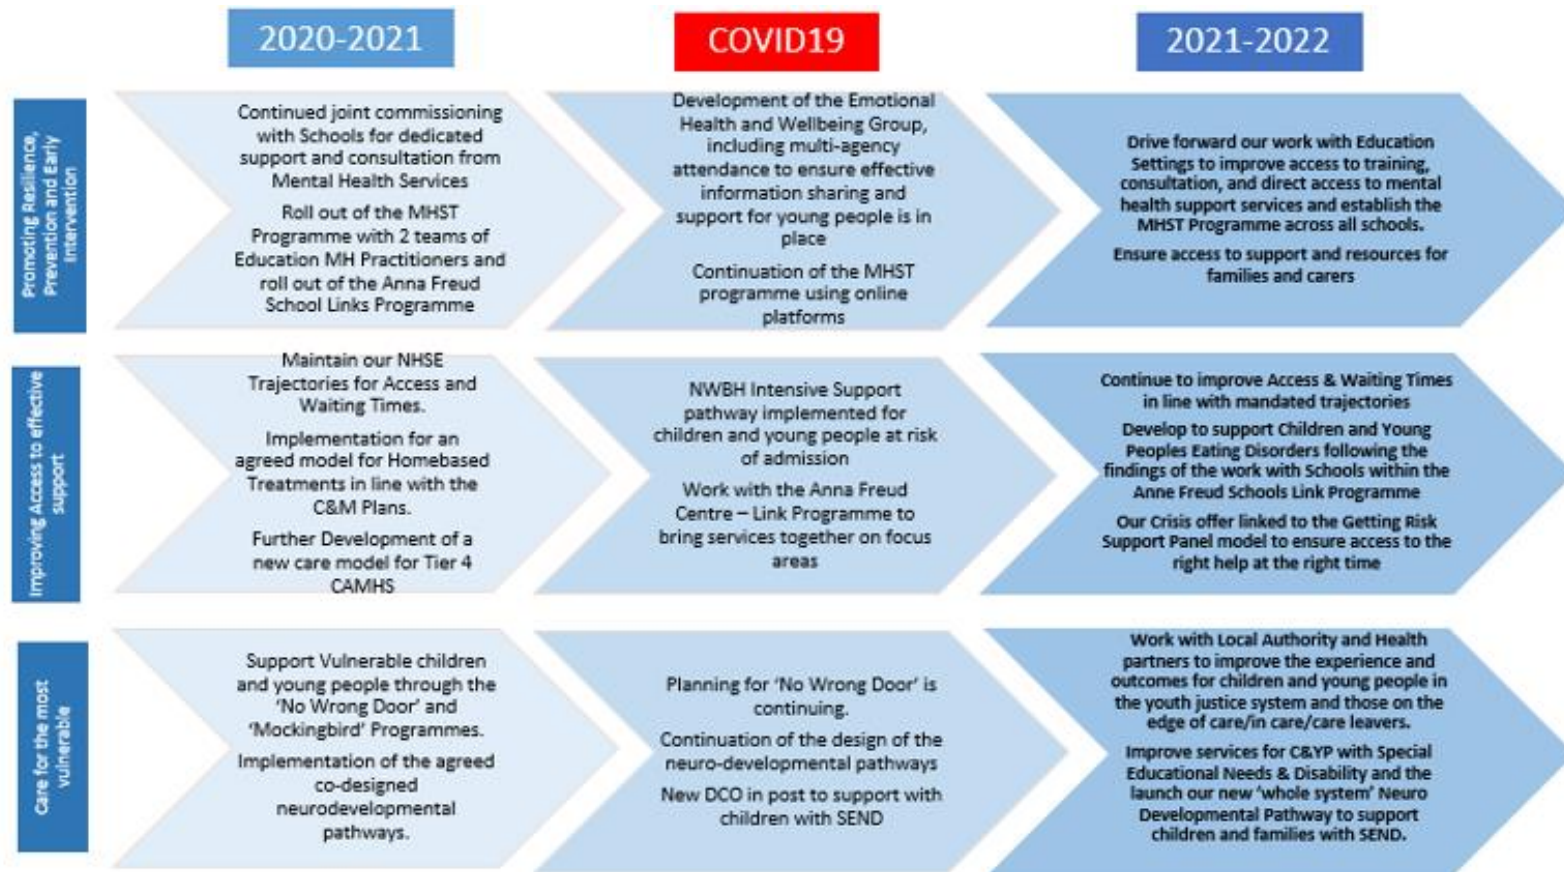 2020-2021
COVID19
2021-2022
Promoting Resilience,
Prevention and Early
Intervention
Continued joint commissioning
with Schools for dedicated
support and consultation from
Mental Health Services
Roll out of the MHST
Programme with 2 teams of
Education MH Practitioners and
roll out of the Anna Freud
School Links Programme
Development of the Emotional
Health and Wellbeing Group,
including multi-agency
attendance to ensure effective
information sharing and
support for young people is in
place
Continuation of the MHST
programme using online
platforms
Drive forward our work with Education
Settings to improve access to training,
consultation, and direct access to mental
health support services and establish the
MHST Programme across all schools.
Ensure access to support and resources for
families and carers
Improving Access to effective
support
Maintain our NHSE
Trajectories for Access and
Waiting Times.
Implementation for an
agreed model for Homebased
Treatments in line with the
C&M Plans.
Further Development of a
new care model for Tier 4
CAMHS
NWBH Intensive Support
pathway implemented for
children and young people at risk
of admission
Work with the Anna Freud
Centre – Link Programme to
bring services together on focus
areas
Continue to improve Access & Waiting Times
in line with mandated trajectories
Develop to support Children and Young
Peoples Eating Disorders following the
findings of the work with Schools within the
Anne Freud Schools Link Programme
Our Crisis offer linked to the Getting Risk
Support Panel model to ensure access to the
right help at the right time
Care for the most
vulnerable
Support Vulnerable children
and young people through the
‘No Wrong Door’ and
‘Mockingbird’ Programmes.
Implementation of the agreed
co-designed
neurodevelopmental
pathways.
Planning for ‘No Wrong Door’ is
continuing.
Continuation of the design of the
neuro-developmental pathways
New DCO in post to support with
children with SEND
Work with Local Authority and Health
partners to improve the experience and
outcomes for children and young people in
the youth justice system and those on the
edge of care/in care/care leavers.
Improve services for C&YP with Special
Educational Needs & Disability and the
launch our new ‘whole system’ Neuro
Developmental Pathway to support
children and families with SEND.